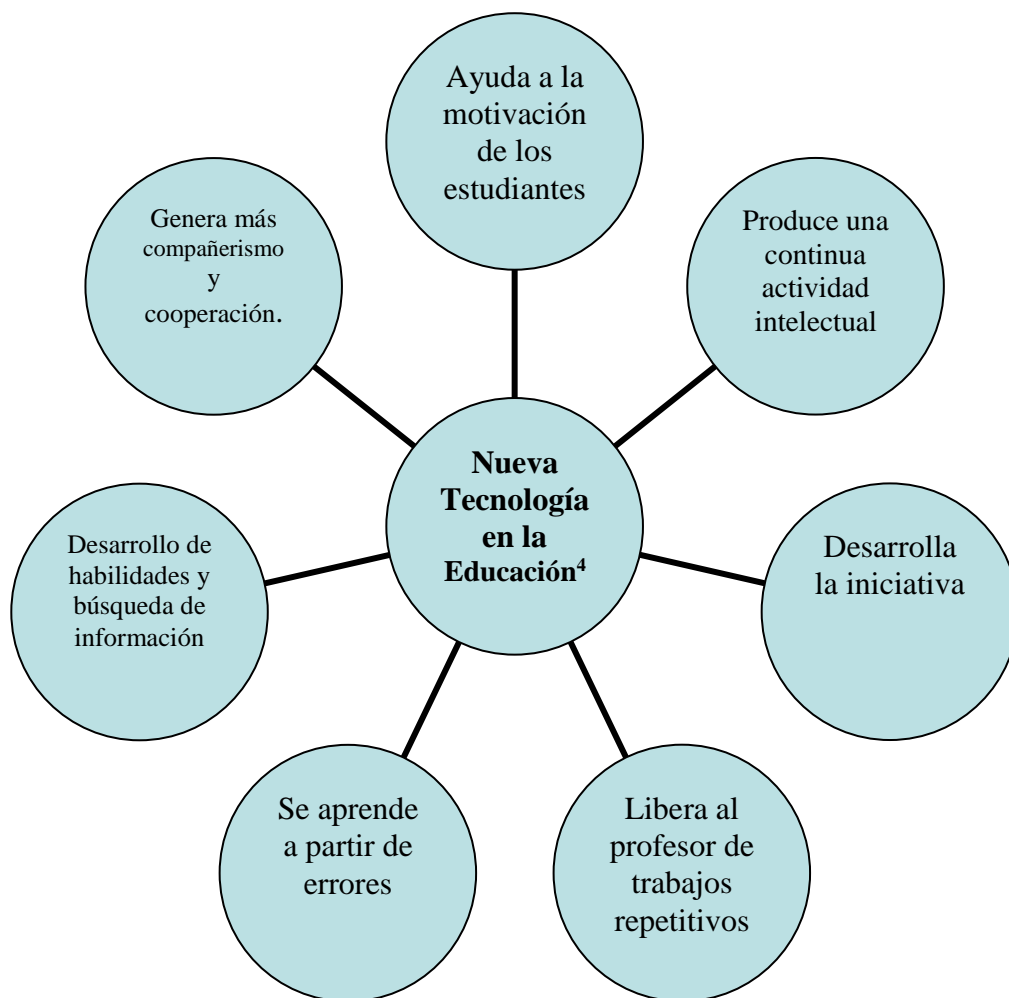 Ayuda a la
motivación
de los
estudiantes
Genera más
compañerismo
y
cooperación.
Produce una
continua
actividad
intelectual
Nueva
Tecnología
en la
Educación⁴
Desarrollo de
habilidades y
búsqueda de
información
Desarrolla
la iniciativa
Se aprende
a partir de
errores
Libera al
profesor de
trabajos
repetitivos